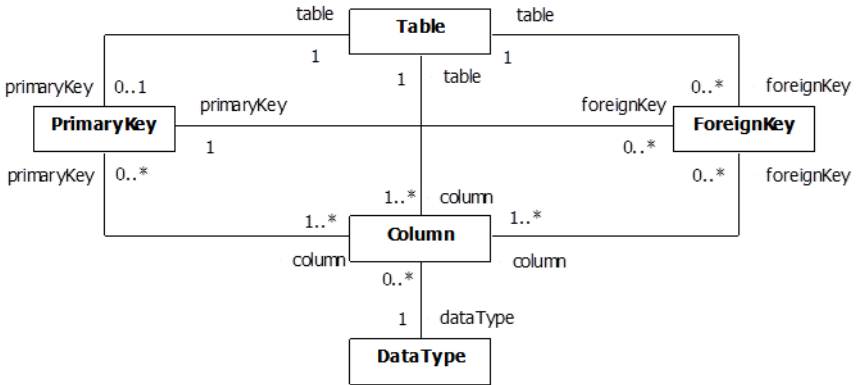 table
Table
table
1
1
table
1
primaryKey
0..1
0..*
foreignKey
primaryKey
foreignKey
PrimaryKey
ForeignKey
1
0..*
primaryKey
0..*
0..*
foreignKey
1..*
column
1..*
1..*
Column
column
column
0..*
1
dataType
DataType